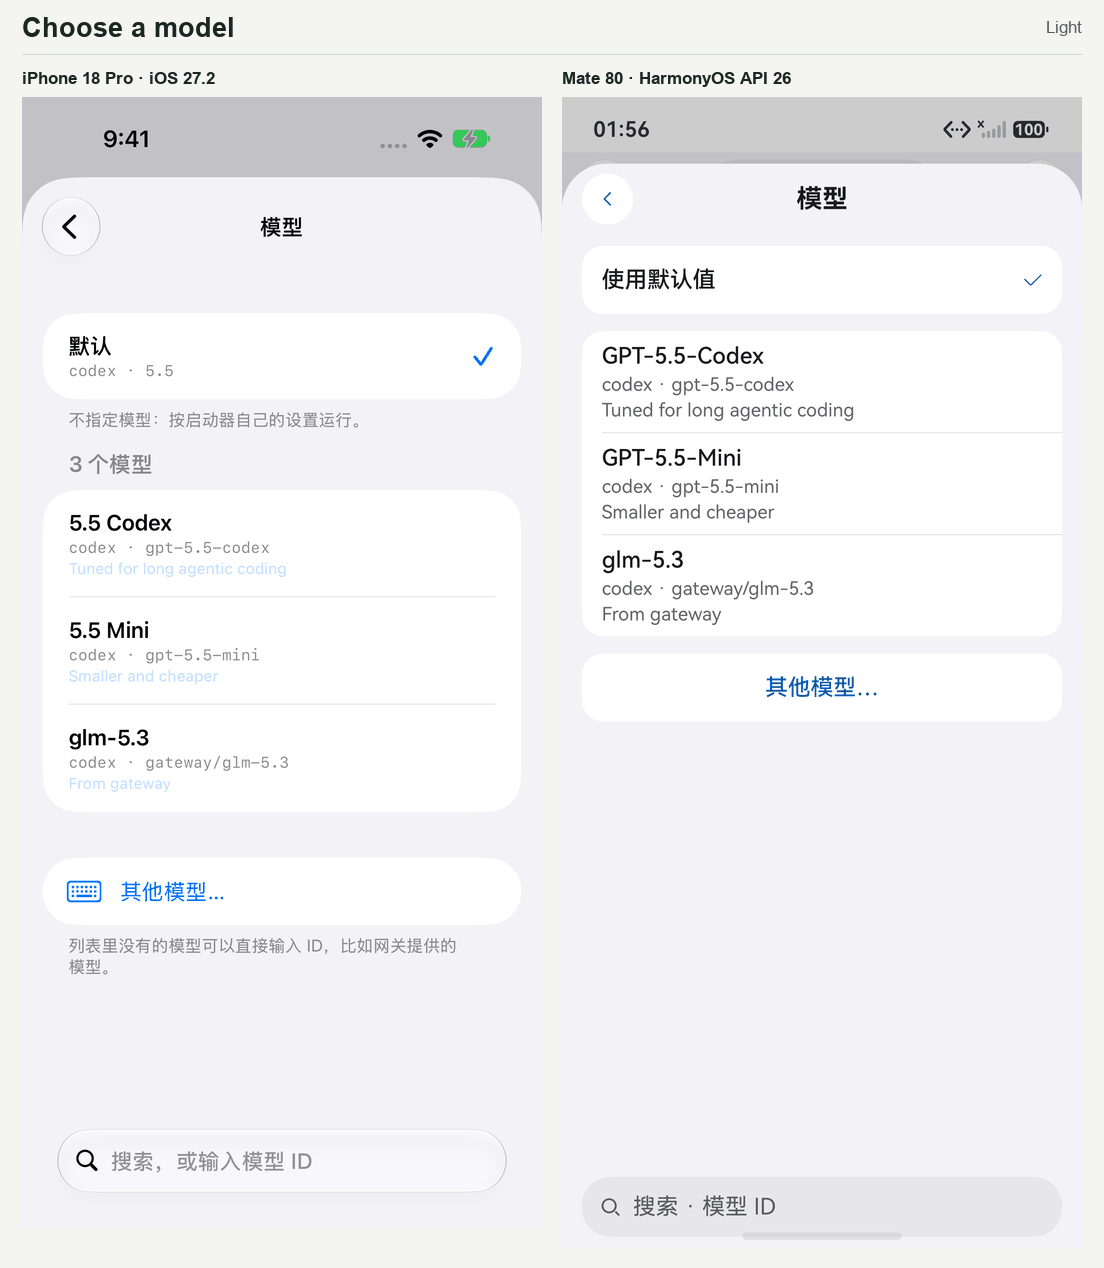 Choose a model
Light
iPhone 18 Pro · iOS 27.2
9:41
模型
默认
codex · 5.5
不指定模型：按启动器自己的设置运行。
3 个模型
5.5 Codex
codex · gpt-5.5-codex
Tuned for long agentic coding
5.5 Mini
codex · gpt-5.5-mini
Smaller and cheaper
glm-5.3
codex · gateway/glm-5.3
From gateway
其他模型...
列表里没有的模型可以直接输入 ID，比如网关提供的
模型。
搜索，或输入模型 ID
Mate 80 · HarmonyOS API 26
01:56
100
模型
使用默认值
GPT-5.5-Codex
codex · gpt-5.5-codex
Tuned for long agentic coding
GPT-5.5-Mini
codex · gpt-5.5-mini
Smaller and cheaper
glm-5.3
codex · gateway/glm-5.3
From gateway
其他模型...
搜索 · 模型 ID